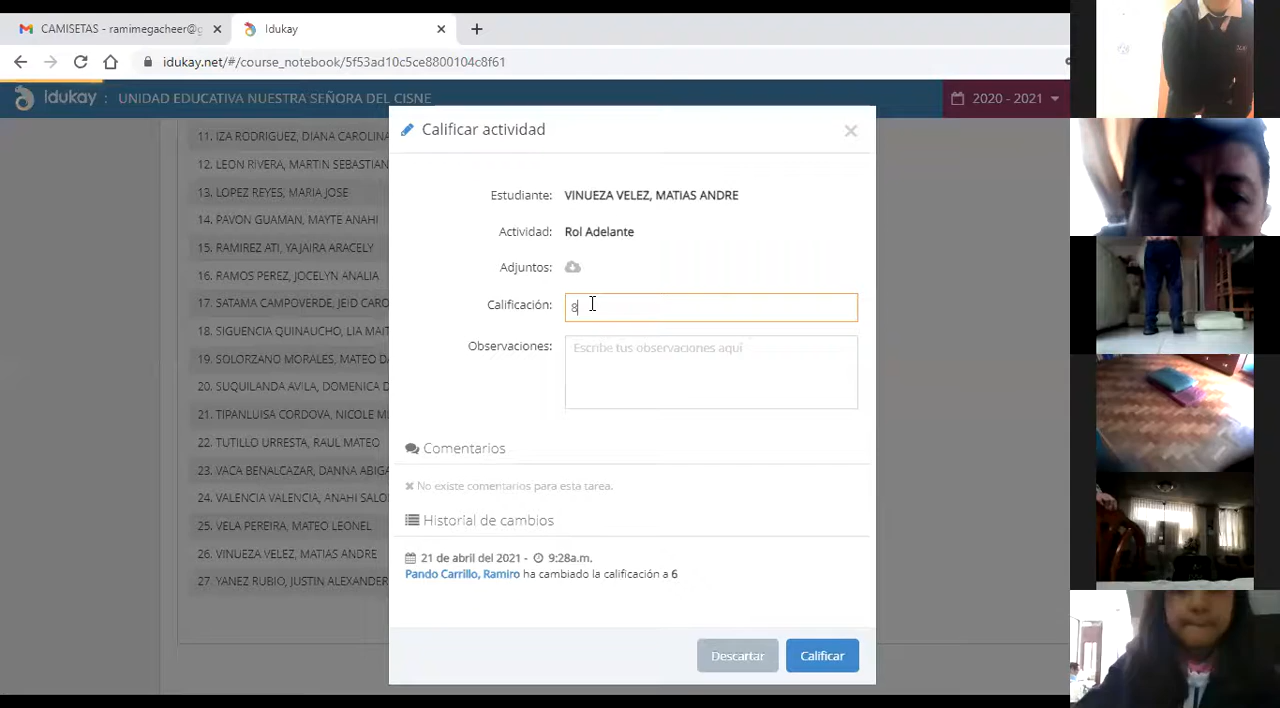 CAMISETAS - ramimegacheer@g
Idukay
idukay.net/#/course_notebook/5f53ad10c5ce8800104c8f61
Idukay : UNIDAD EDUCATIVA NUESTRA SEÑORA DEL CISNE
2020 - 2021
11. IZA RODRIGUEZ, DIANA CAROLINA
12. LEON RIVERA, MARTIN SEBASTIAN
13. LOPEZ REYES, MARIA JOSE
14. PAVON GUAMAN, MAYTE ANAHI
15. RAMIREZ ATI, YAJAIRA ARACELY
16. RAMOS PEREZ, JOCELYN ANALIA
17. SATAMA CAMPOVERDE, JEID CARO
18. SIGUENCIA QUINAUCHO, LIA MAIT
19. SOLORZANO MORALES, MATEO DA
20. SUQUILANDA AVILA, DOMENICA D
21. TIPANLUISA CORDOVA, NICOLE MI
22. TUTILLO URRESTA, RAUL MATEO
23. VACA BENALCAZAR, DANNA ABIGA
24. VALENCIA VALENCIA, ANAHI SALO
25. VELA PEREIRA, MATEO LEONEL
26. VINUEZA VELEZ, MATIAS ANDRE
27. YANEZ RUBIO, JUSTIN ALEXANDER
Calificar actividad
Estudiante: VINUEZA VELEZ, MATIAS ANDRE
Actividad: Rol Adelante
Adjuntos:
Calificación: 8
Observaciones: Escribe tus observaciones aquí
Comentarios
No existe comentarios para esta tarea.
Historial de cambios
21 de abril del 2021 - 9:28a.m.
Pando Carrillo, Ramiro ha cambiado la calificación a 6
Descartar
Calificar